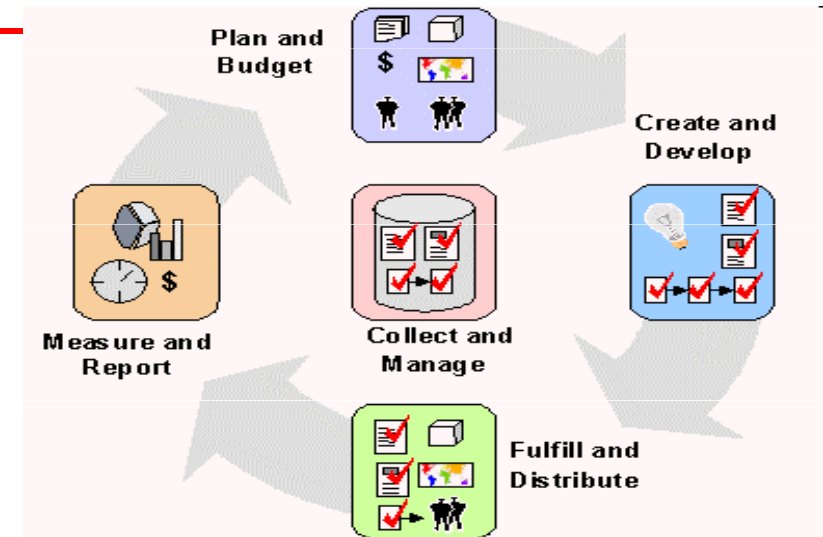 Plan and
Budget
$
Create and
Develop
$
Measure and
Report
Collect and
Manage
Fulfill and
Distribute